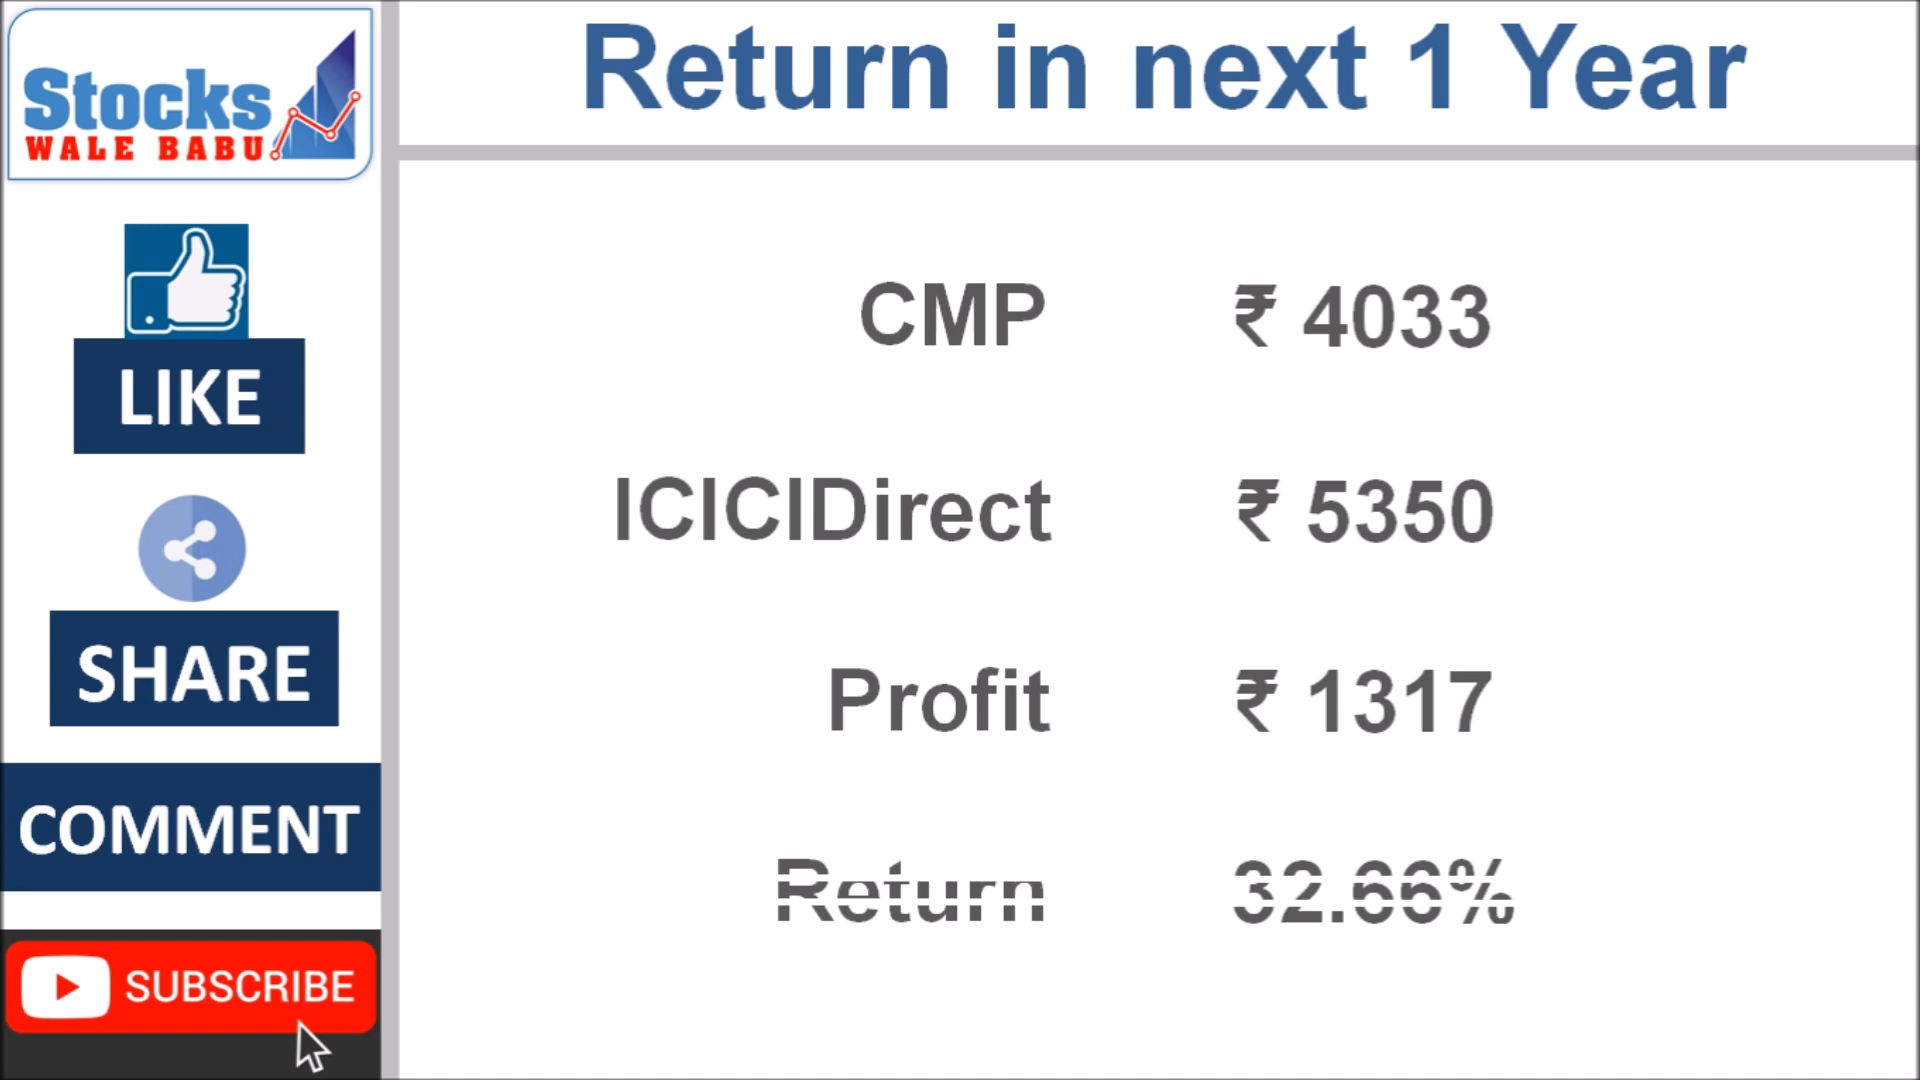 Stocks
WALE BABU
LIKE
SHARE
COMMENT
SUBSCRIBE
Return in next 1 Year
CMP ₹ 4033
ICICIDirect ₹ 5350
Profit ₹ 1317
Return 32.66%